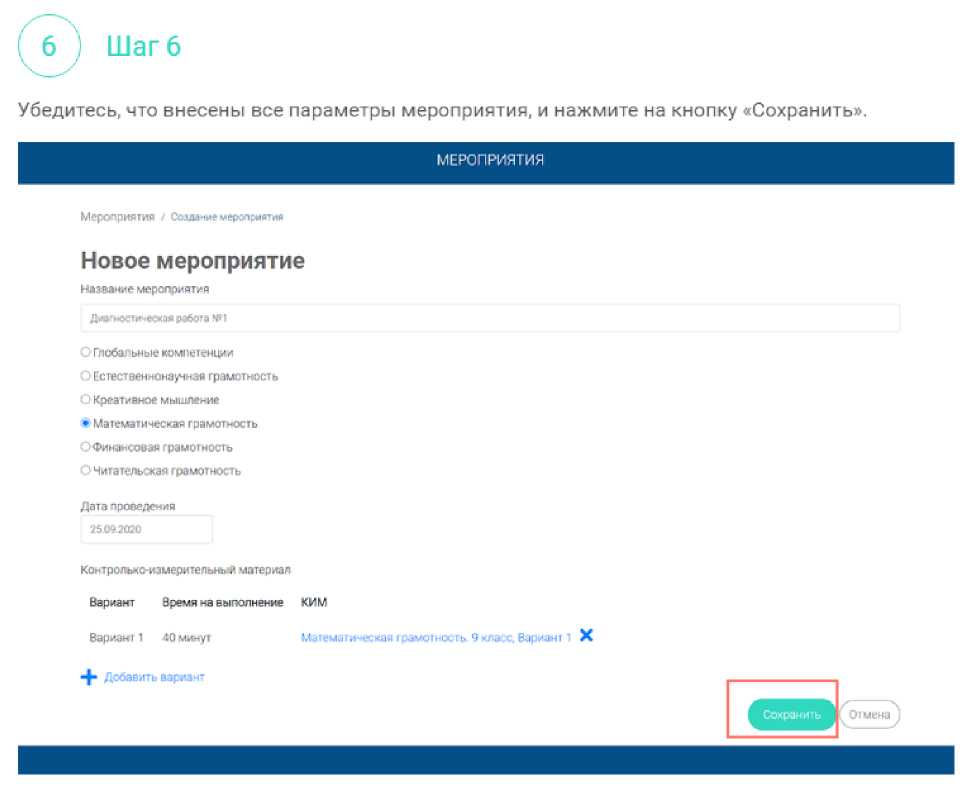 6 Шаг 6
Убедитесь, что внесены все параметры мероприятия, и нажмите на кнопку «Сохранить».
МЕРОПРИЯТИЯ
Мероприятия / Создание мероприятия
Новое мероприятие
Название мероприятия
Диагностическая работа №1
Глобальные компетенции
Естественнонаучная грамотность
Креативное мышление
Математическая грамотность
Финансовая грамотность
Читательская грамотность
Дата проведения
25.09.2020
Контролько-измерительный материал
Вариант Время на выполнение КИМ
Вариант 1 40 минут Математическая грамотность. 9 класс, Вариант 1
Добавить вариант
Сохранить Отмена